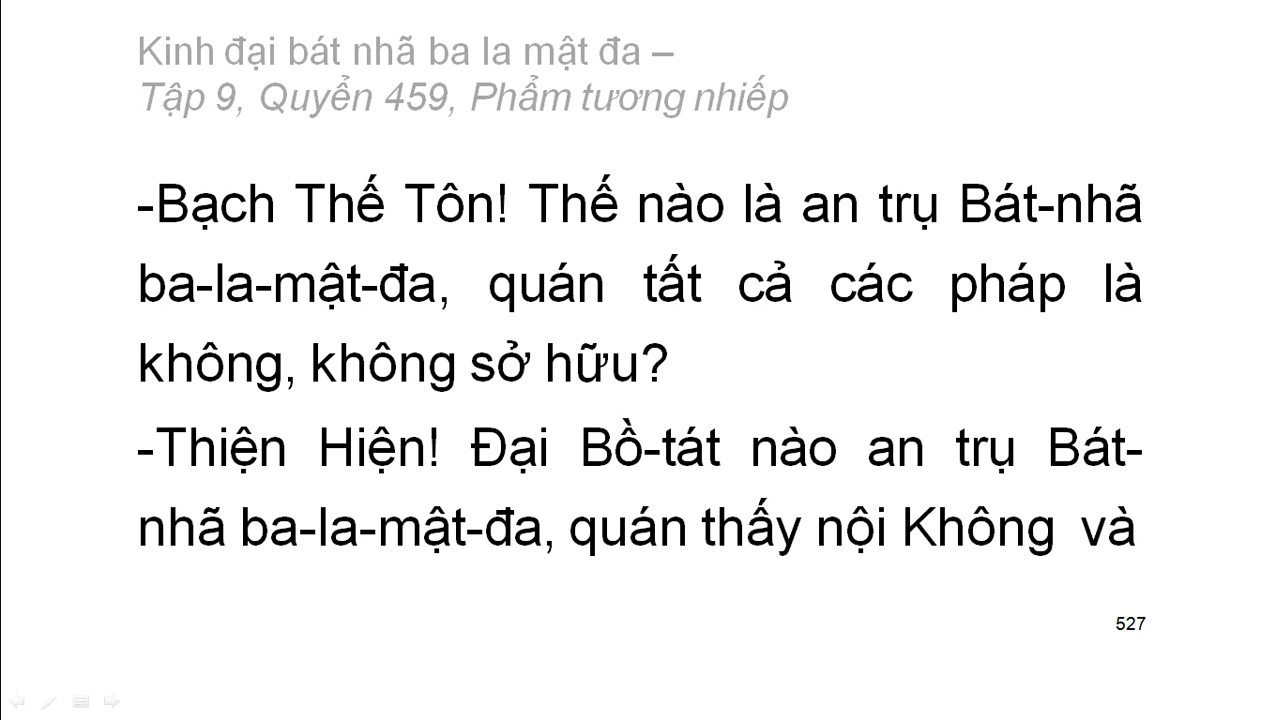 Kinh đại bát nhã ba la mật đa –
Tập 9, Quyển 459, Phẩm tương nhiếp
-Bạch Thế Tôn! Thế nào là an trụ Bát-nhã
ba-la-mật-đa, quán tất cả các pháp là
không, không sở hữu?
-Thiện Hiện! Đại Bồ-tát nào an trụ Bát-
nhã ba-la-mật-đa, quán thấy nội Không và
527